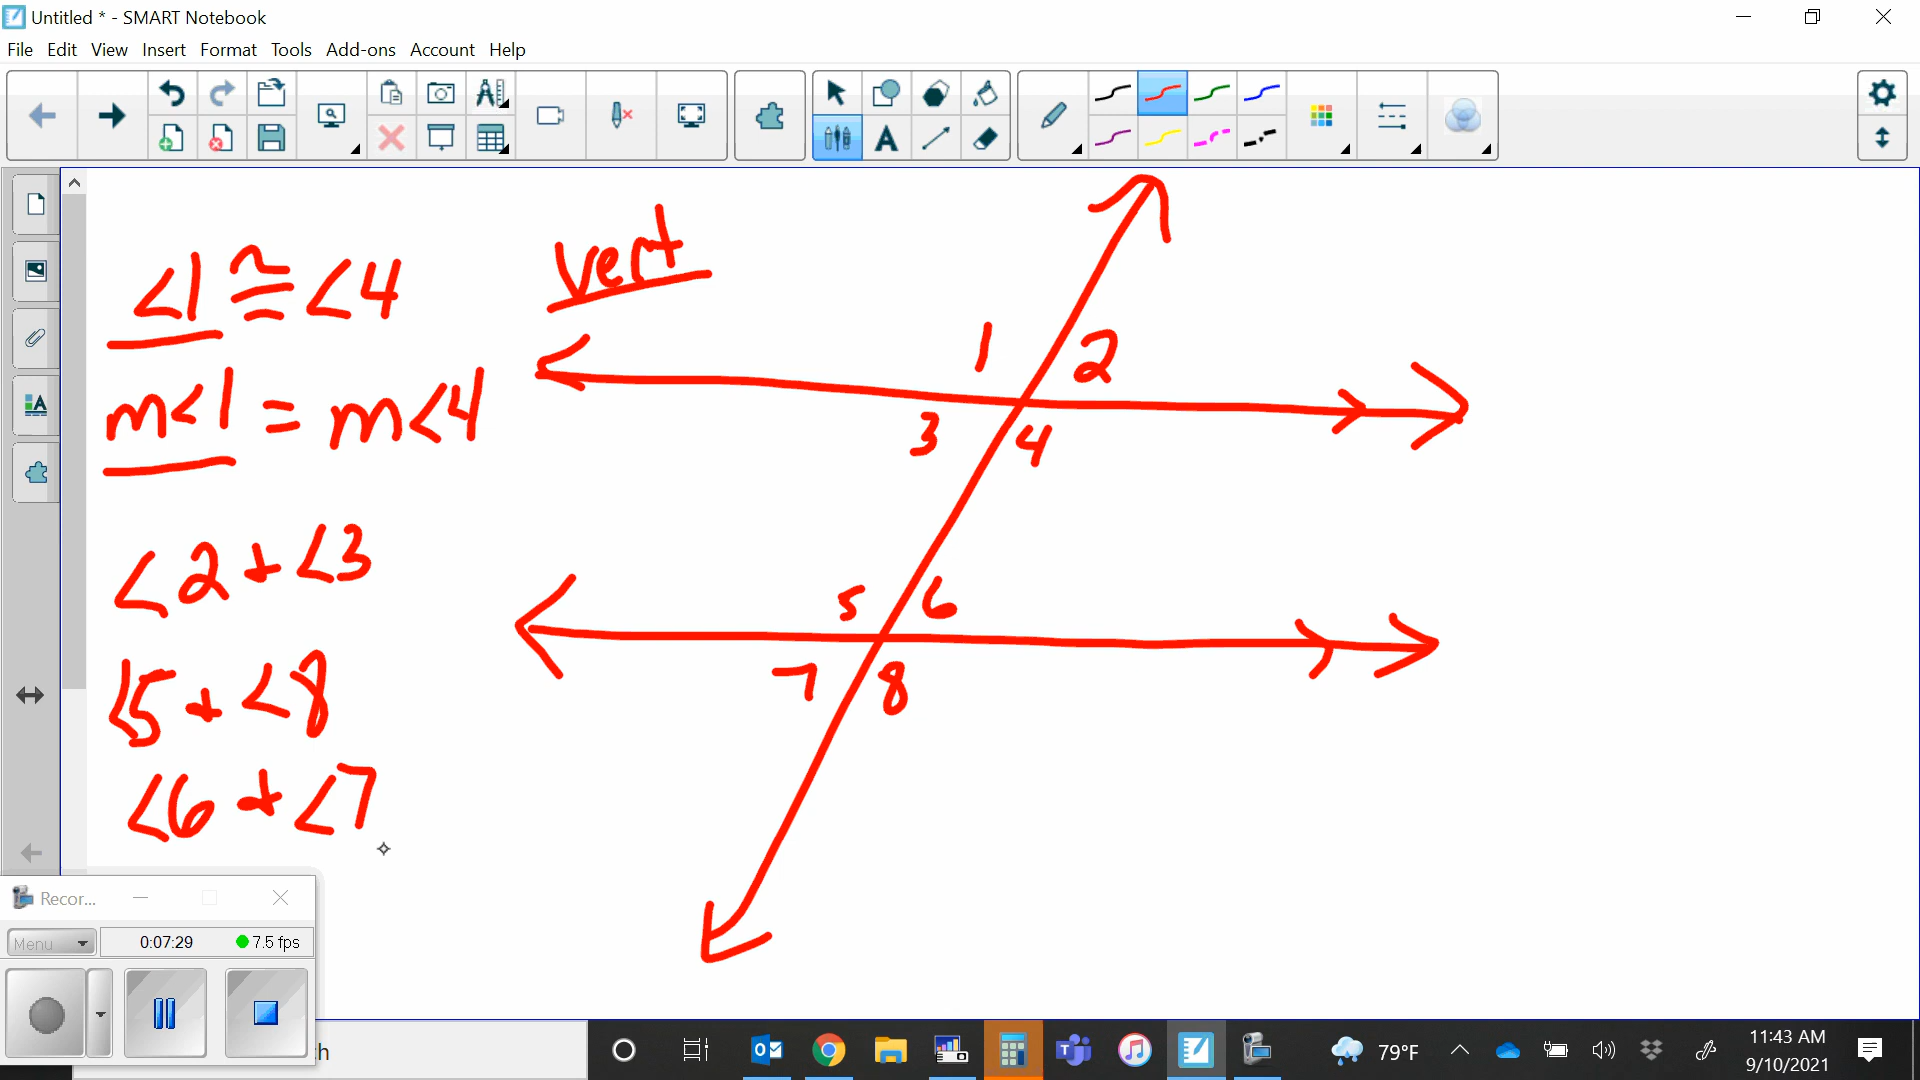 Untitled * - SMART Notebook
File Edit View Insert Format Tools Add-ons Account Help
<1 ≅ <4
vert
m<1 = m<4
<2 + <3
<5 + <8
<6 + <7
1 2
3 4
5 6
7 8
Recor...
Menu
0:07:29
7.5 fps
h
79°F
11:43 AM
9/10/2021